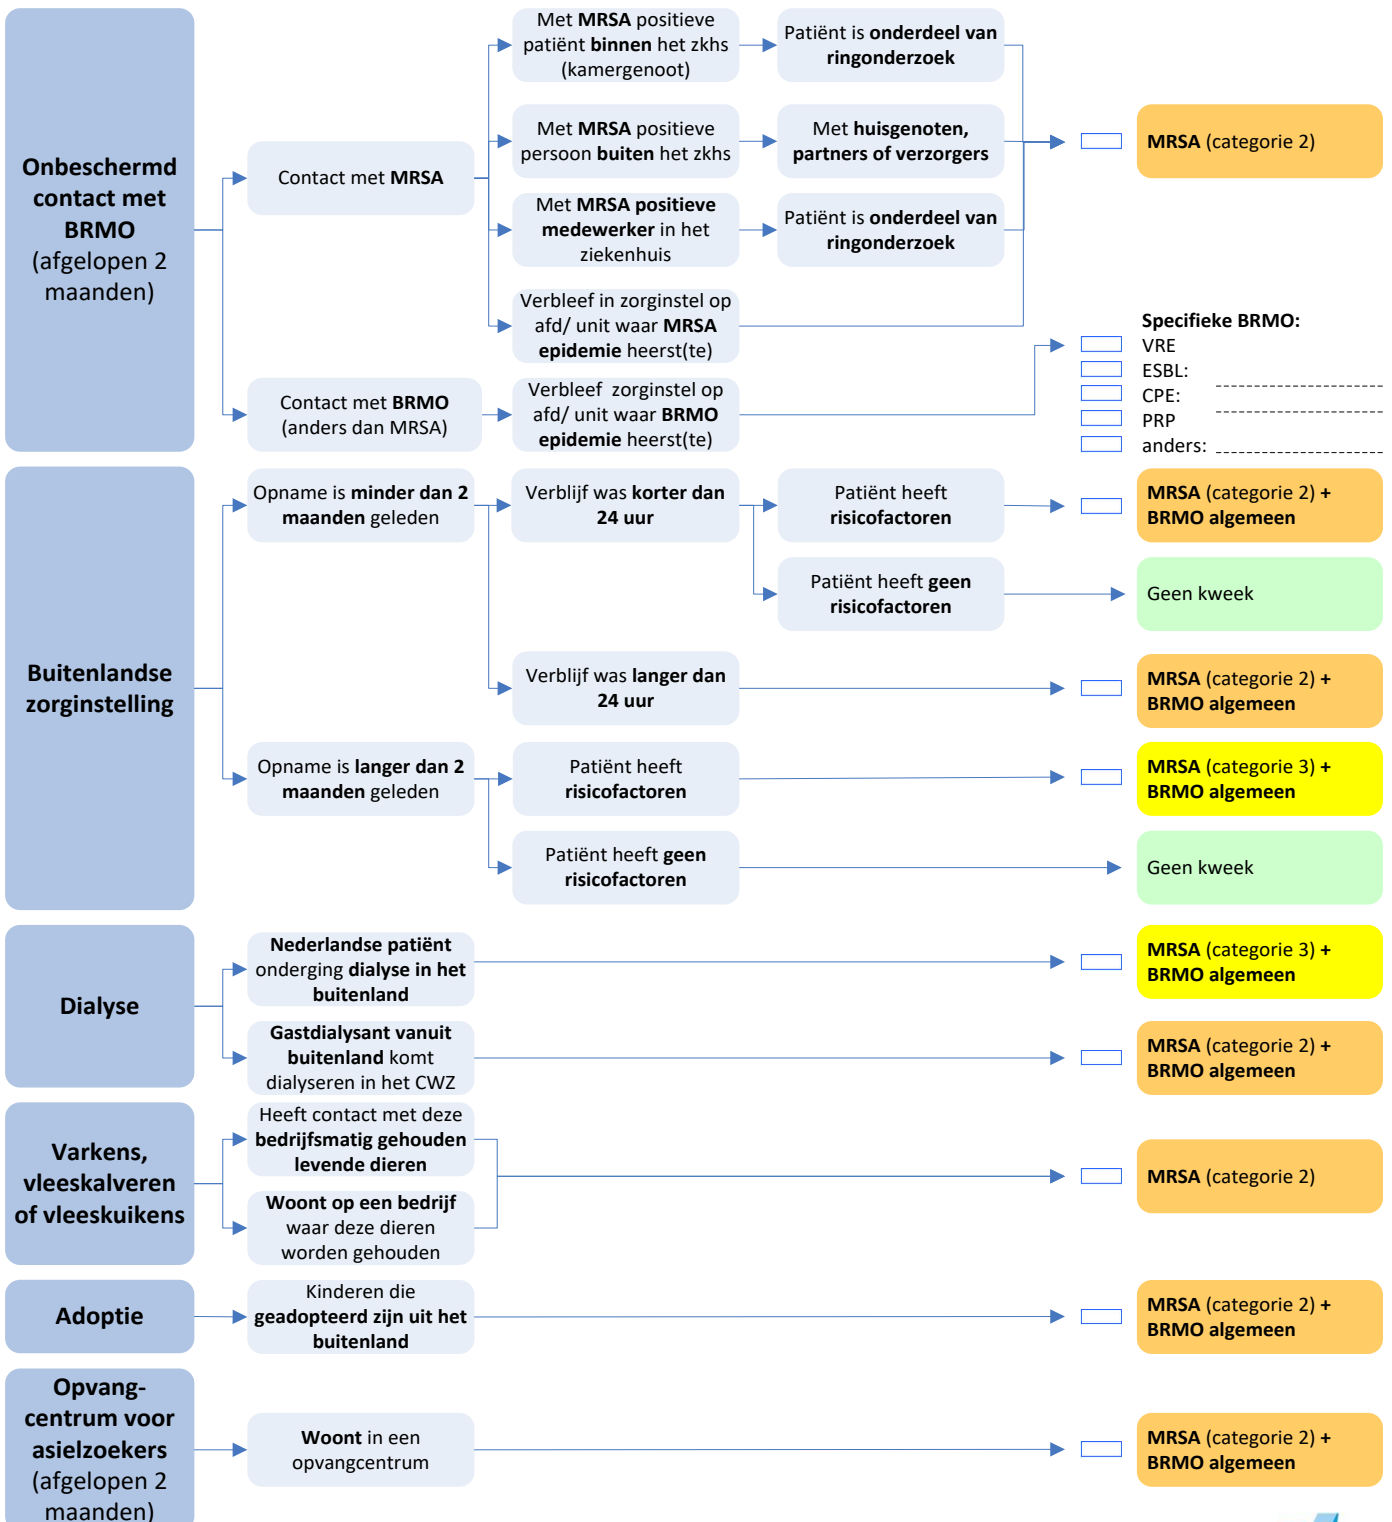 Onbeschermd
contact met
BRMO
(afgelopen 2
maanden)
Contact met MRSA
Met MRSA positieve
patiënt binnen het zkhs
(kamergenoot)
Patiënt is onderdeel van
ringonderzoek
Met MRSA positieve
persoon buiten het zkhs
Met huisgenoten,
partners of verzorgers
Met MRSA positieve
medewerker in het
ziekenhuis
Patiënt is onderdeel van
ringonderzoek
Verbleef in zorginstel op
afd/ unit waar MRSA
epidemie heerst(te)
MRSA (categorie 2)
Contact met BRMO
(anders dan MRSA)
Verbleef zorginstel op
afd/ unit waar BRMO
epidemie heerst(te)
Specifieke BRMO:
VRE
ESBL:
CPE:
PRP
anders:
Buitenlandse
zorginstelling
Opname is minder dan 2
maanden geleden
Verblijf was korter dan
24 uur
Patiënt heeft
risicofactoren
MRSA (categorie 2) +
BRMO algemeen
Patiënt heeft geen
risicofactoren
Geen kweek
Verblijf was langer dan
24 uur
MRSA (categorie 2) +
BRMO algemeen
Opname is langer dan 2
maanden geleden
Patiënt heeft
risicofactoren
MRSA (categorie 3) +
BRMO algemeen
Patiënt heeft geen
risicofactoren
Geen kweek
Dialyse
Nederlandse patiënt
onderging dialyse in het
buitenland
MRSA (categorie 3) +
BRMO algemeen
Gastdialysant vanuit
buitenland komt
dialyseren in het CWZ
MRSA (categorie 2) +
BRMO algemeen
Varkens,
vleeskalveren
of vleeskuikens
Heeft contact met deze
bedrijfsmatig gehouden
levende dieren
Woont op een bedrijf
waar deze dieren
worden gehouden
MRSA (categorie 2)
Adoptie
Kinderen die
geadopteerd zijn uit het
buitenland
MRSA (categorie 2) +
BRMO algemeen
Opvang-
centrum voor
asielzoekers
(afgelopen 2
maanden)
Woont in een
opvangcentrum
MRSA (categorie 2) +
BRMO algemeen